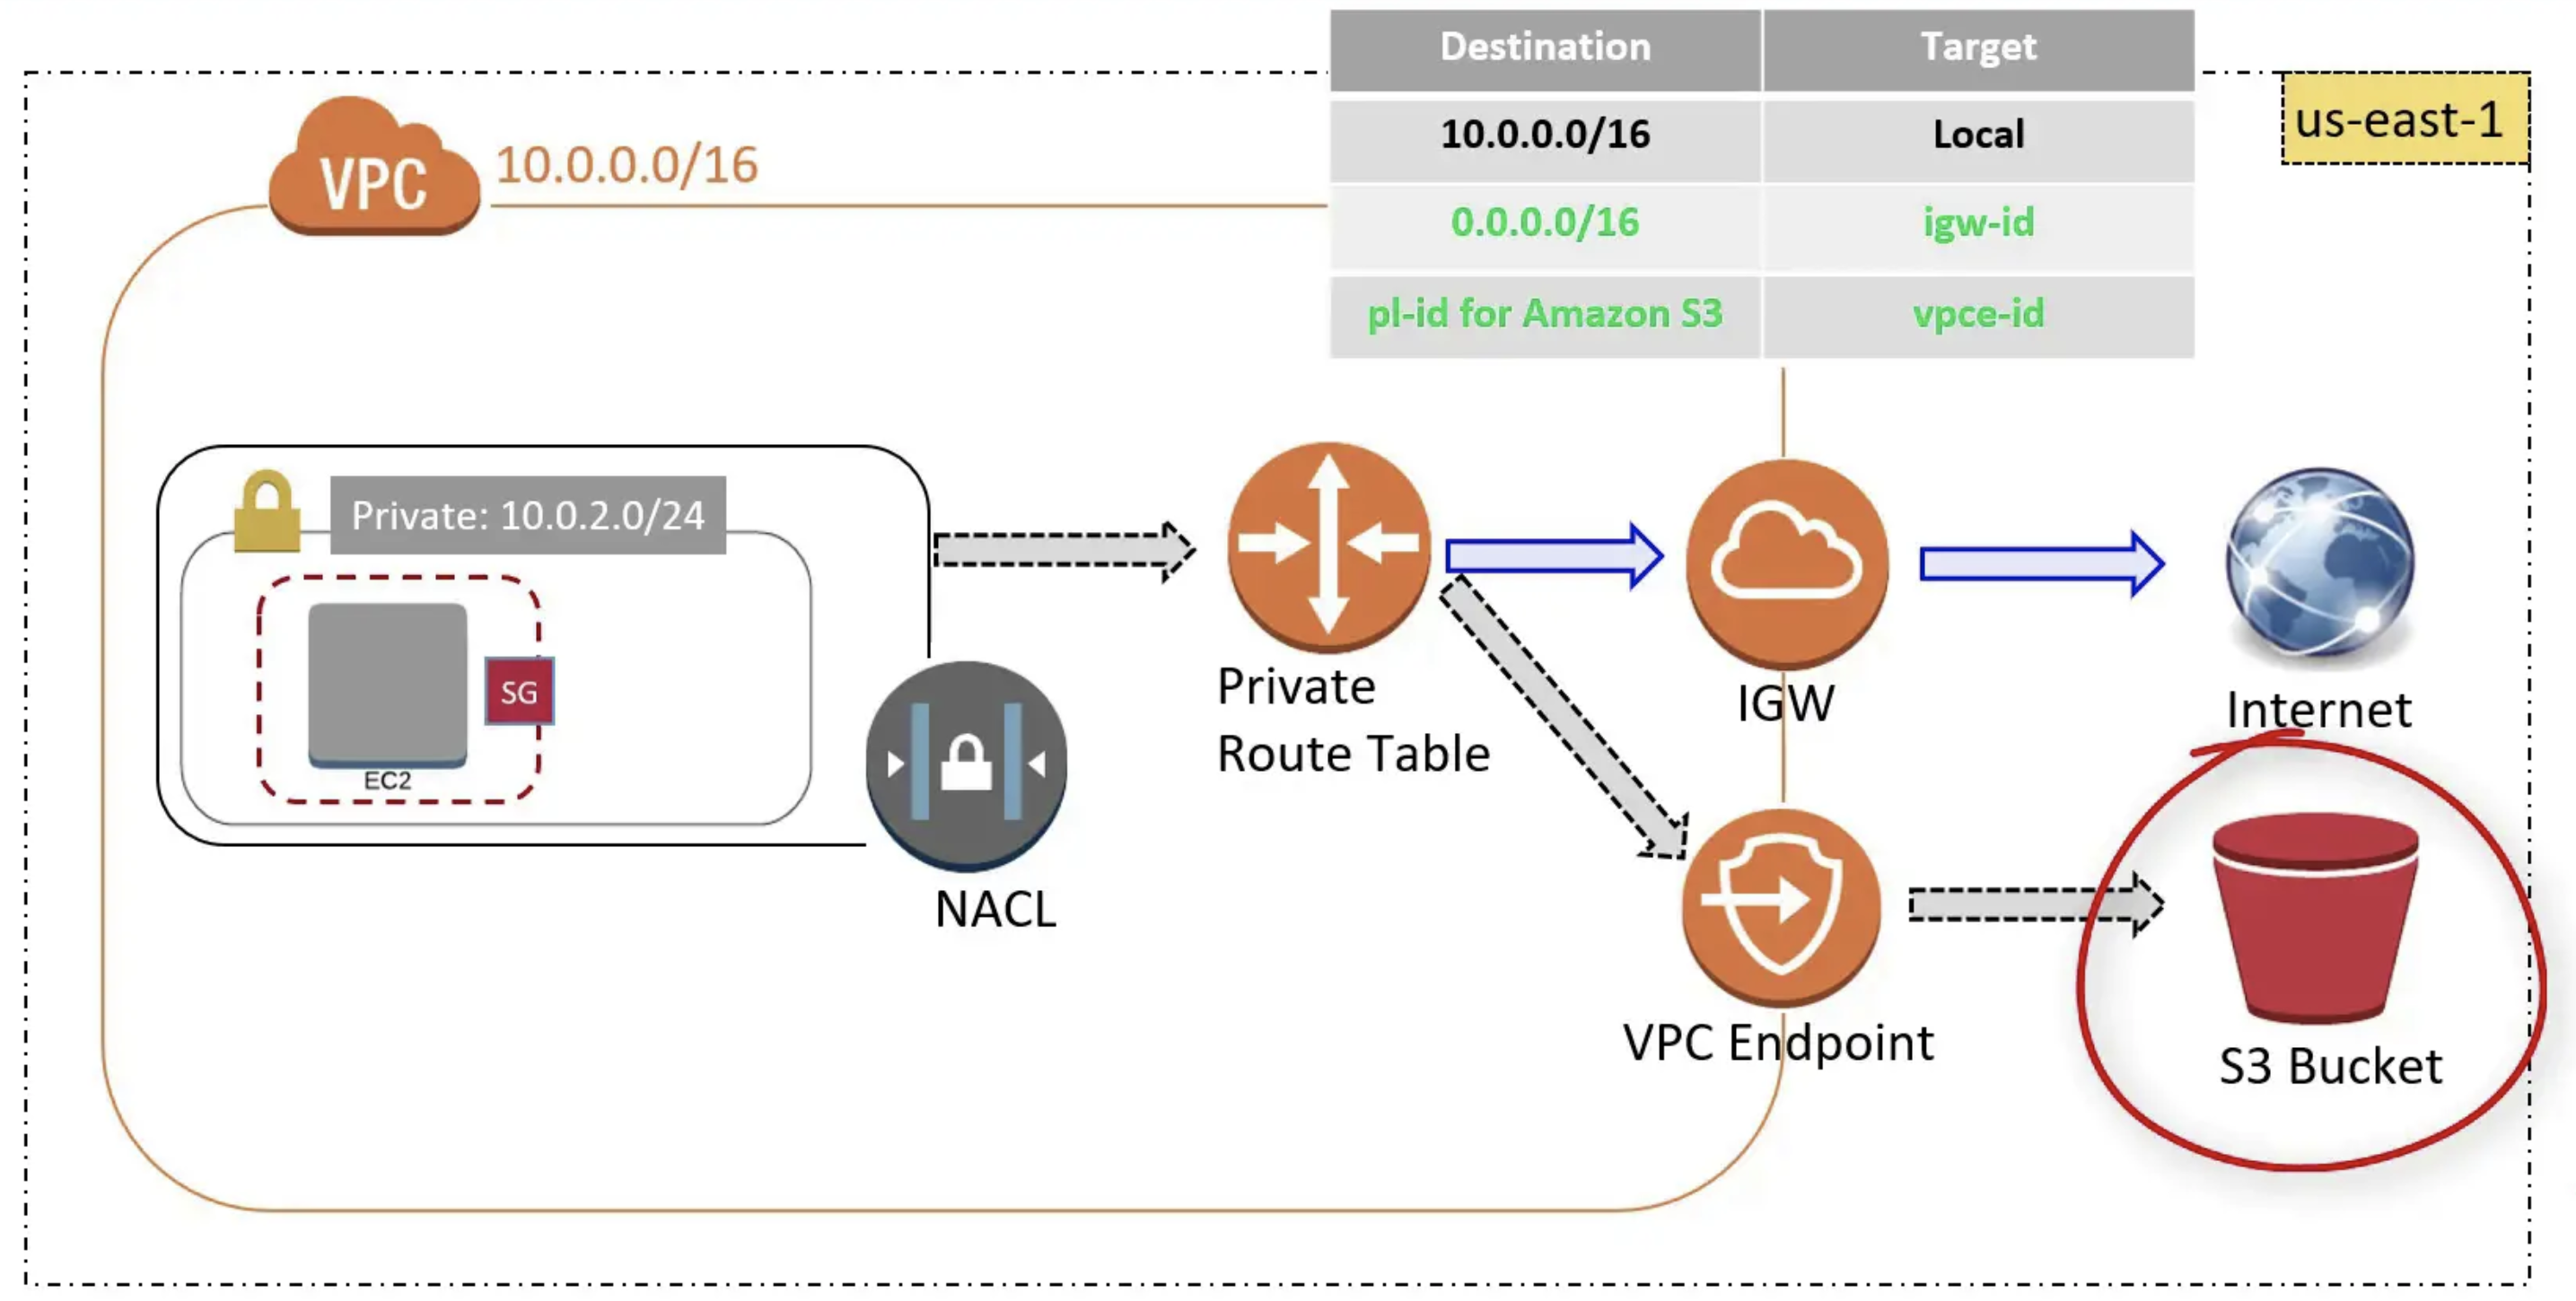 Destination Target
10.0.0.0/16 Local
0.0.0.0/16 igw-id
pl-id for Amazon S3 vpce-id
us-east-1
VPC 10.0.0.0/16
Private: 10.0.2.0/24
SG
EC2
NACL
Private
Route Table
IGW
Internet
VPC Endpoint
S3 Bucket